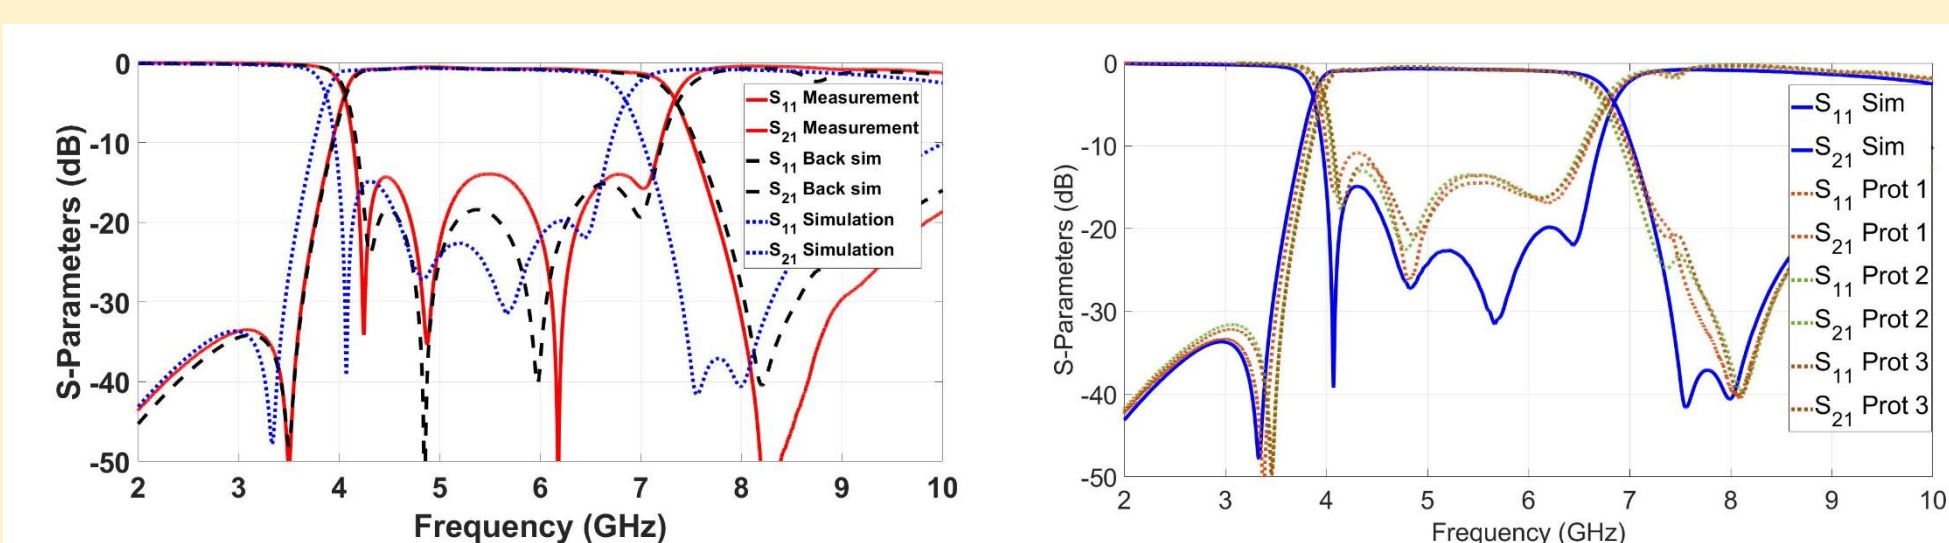 0
-10
-20
-30
-40
-50
2 3 4 5 6 7 8 9 10
S-Parameters (dB)
Frequency (GHz)
S11 Measurement
S21 Measurement
S11 Back sim
S21 Back sim
S11 Simulation
S21 Simulation
0
-10
-20
-30
-40
-50
2 3 4 5 6 7 8 9 10
S-Parameters (dB)
Frequency (GHz)
S11 Sim
S21 Sim
S11 Prot 1
S21 Prot 1
S11 Prot 2
S21 Prot 2
S11 Prot 3
S21 Prot 3